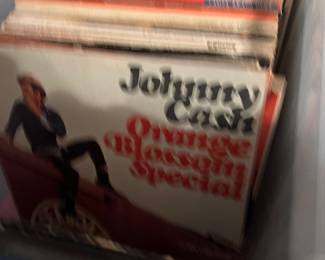 Johnny
Cash
Orange
Blossom
Special